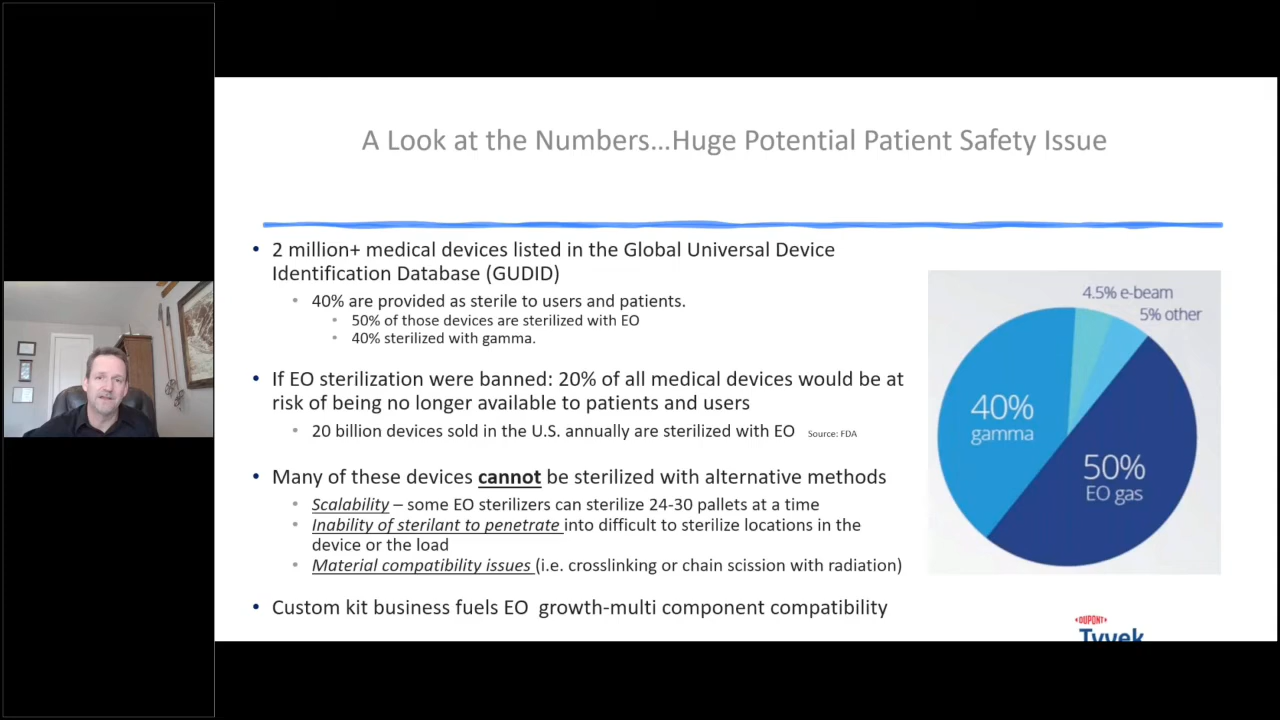 A Look at the Numbers...Huge Potential Patient Safety Issue
• 2 million+ medical devices listed in the Global Universal Device
Identification Database (GUDID)
• 40% are provided as sterile to users and patients.
• 50% of those devices are sterilized with EO
• 40% sterilized with gamma.
• If EO sterilization were banned: 20% of all medical devices would be at
risk of being no longer available to patients and users
• 20 billion devices sold in the U.S. annually are sterilized with EO Source: FDA
• Many of these devices cannot be sterilized with alternative methods
• Scalability – some EO sterilizers can sterilize 24-30 pallets at a time
• Inability of sterilant to penetrate into difficult to sterilize locations in the
device or the load
• Material compatibility issues (i.e. crosslinking or chain scission with radiation)
• Custom kit business fuels EO growth-multi component compatibility
4.5% e-beam
5% other
40%
gamma
50%
EO gas
DUPONT
Tyvek